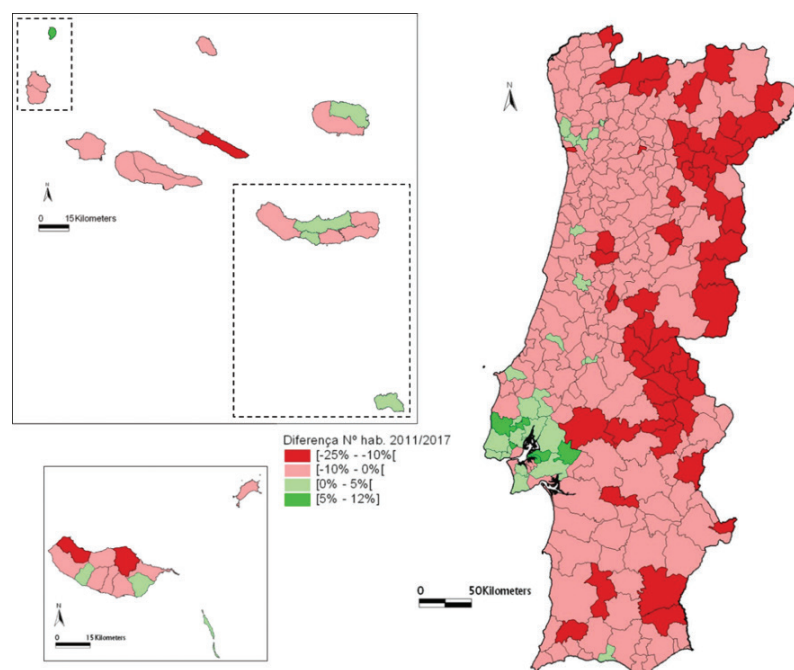 N
0 15 Kilometers
N
Diferença Nº hab. 2011/2017
[-25% - -10%[
[-10% - 0%[
[0% - 5%[
[5% - 12%]
N
0 15 Kilometers
N
0 50 Kilometers